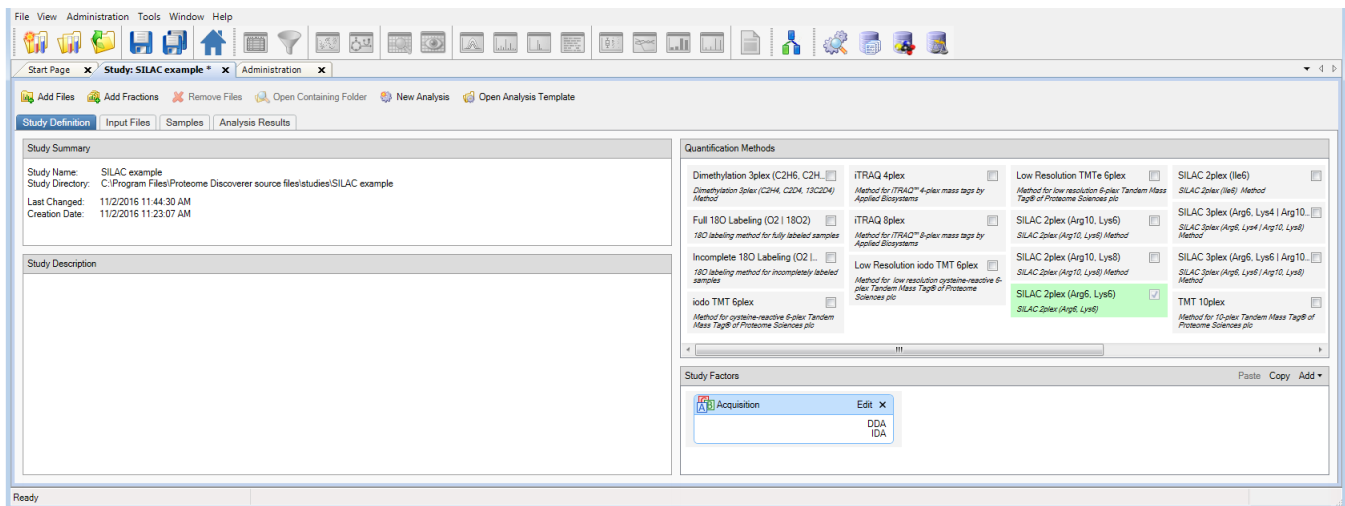 File View Administration Tools Window Help
Start Page x Study: SILAC example * x Administration x
Add Files Add Fractions Remove Files Open Containing Folder New Analysis Open Analysis Template
Study Definition Input Files Samples Analysis Results
Study Summary
Study Name: SILAC example
Study Directory: C:\Program Files\Proteome Discoverer source files\studies\SILAC example
Last Changed: 11/2/2016 11:44:30 AM
Creation Date: 11/2/2016 11:23:07 AM
Study Description
Quantification Methods
Dimethylation 3plex (C2H6, C2H...
Dimethylation 3plex (C2H4, C2D4, 13C2D4)
Method
Full 18O Labeling (O2 | 18O2)
18O labeling method for fully labeled samples
Incomplete 18O Labeling (O2 |...
18O labeling method for incompletely labeled
samples
iodo TMT 6plex
Method for cysteine-reactive 6-plex Tandem
Mass Tag® of Proteome Sciences plc
iTRAQ 4plex
Method for iTRAQ™ 4-plex mass tags by
Applied Biosystems
iTRAQ 8plex
Method for iTRAQ™ 8-plex mass tags by
Applied Biosystems
Low Resolution iodo TMT 6plex
Method for low resolution cysteine-reactive 6-
plex Tandem Mass Tag® of Proteome
Sciences plc
Low Resolution TMTe 6plex
Method for low resolution 6-plex Tandem Mass
Tag® of Proteome Sciences plc
SILAC 2plex (Arg10, Lys6)
SILAC 2plex (Arg10, Lys6) Method
SILAC 2plex (Arg10, Lys8)
SILAC 2plex (Arg10, Lys8) Method
SILAC 2plex (Arg6, Lys6)
SILAC 2plex (Arg6, Lys6)
SILAC 2plex (Ile6)
SILAC 2plex (Ile6) Method
SILAC 3plex (Arg6, Lys4 | Arg10...
SILAC 3plex (Arg6, Lys4 | Arg10, Lys8)
Method
SILAC 3plex (Arg6, Lys6 | Arg10...
SILAC 3plex (Arg6, Lys6 | Arg10, Lys8)
Method
TMT 10plex
Method for 10-plex Tandem Mass Tag® of
Proteome Sciences plc
Study Factors Paste Copy Add
Acquisition Edit x
DDA
IDA
Ready